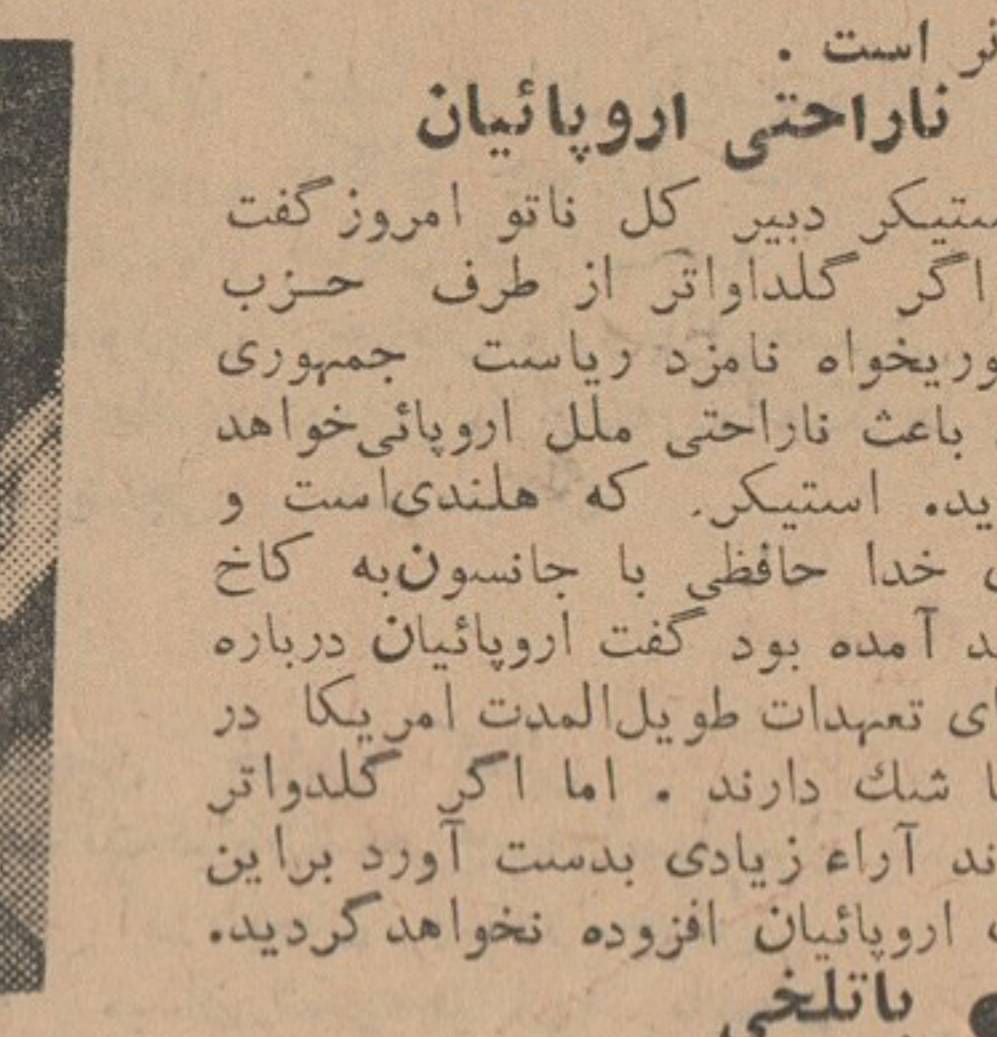 است .
ناراحتی اروپائیان
ستیکر دبیر کل ناتو امروز گفت
اگر گلداواتر از طرف حزب
وریخواه نامزد ریاست جمهوری
باعث ناراحتی ملل اروپائی خواهد
ید. استیکر. که هلندی است و
خدا حافظی با جانسون به کاخ
د آمده بود گفت اروپائیان درباره
ی تعهدات طویل‌المدت امریکا در
ا شك دارند . اما اگر گلدواتر
ند آراء زیادی بدست آورد براین
اروپائیان افزوده نخواهد گردید.
باتلخی